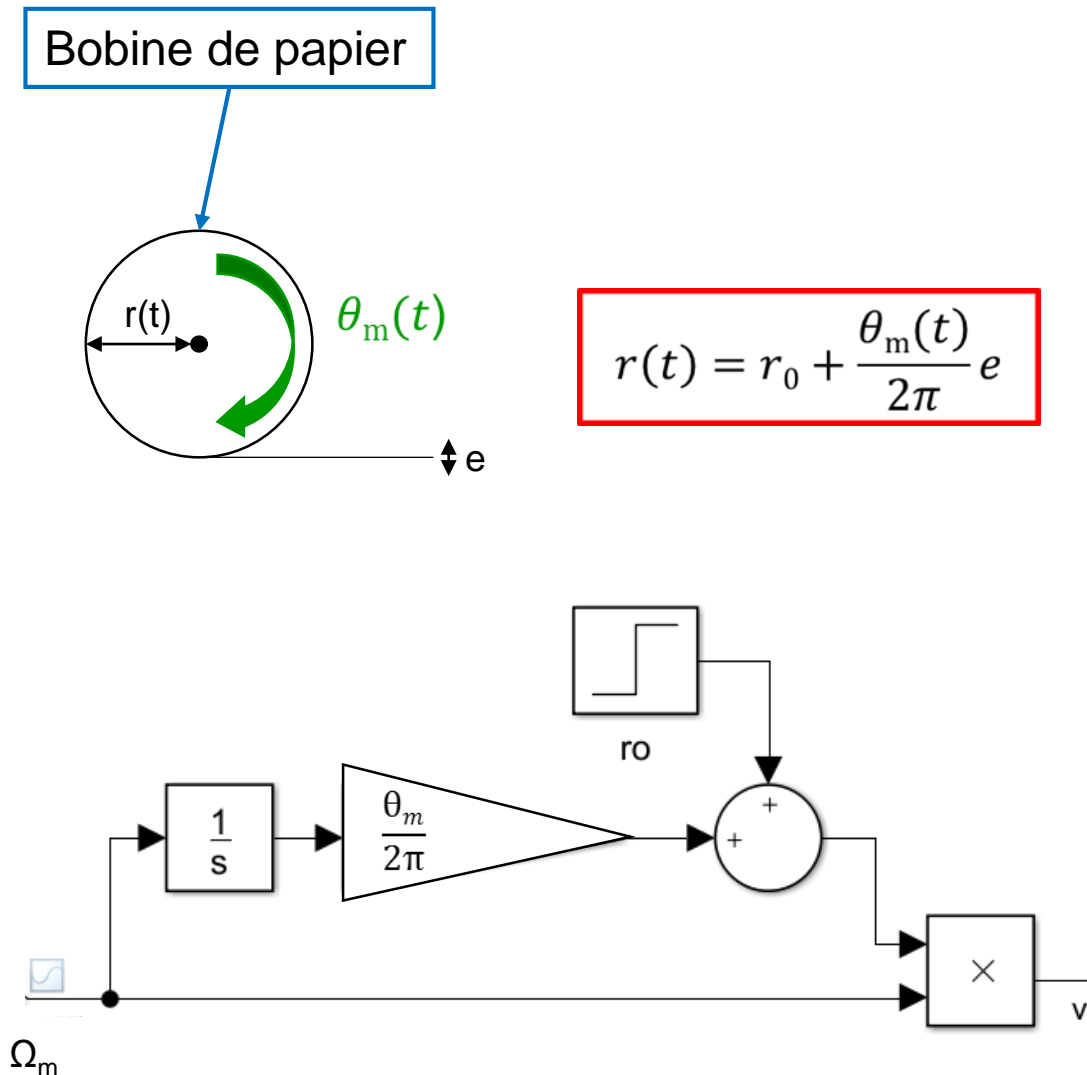 Bobine de papier
r(t)
θm(t)
e
r(t) = r0 + θm(t)/2π e
ro
1/s
θm/2π
+
+
×
v
Ωm